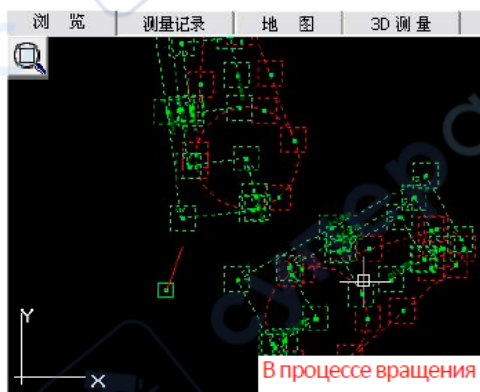 浏 览 测量记录 地 图 3D 测 量
Y
X
В процессе вращения